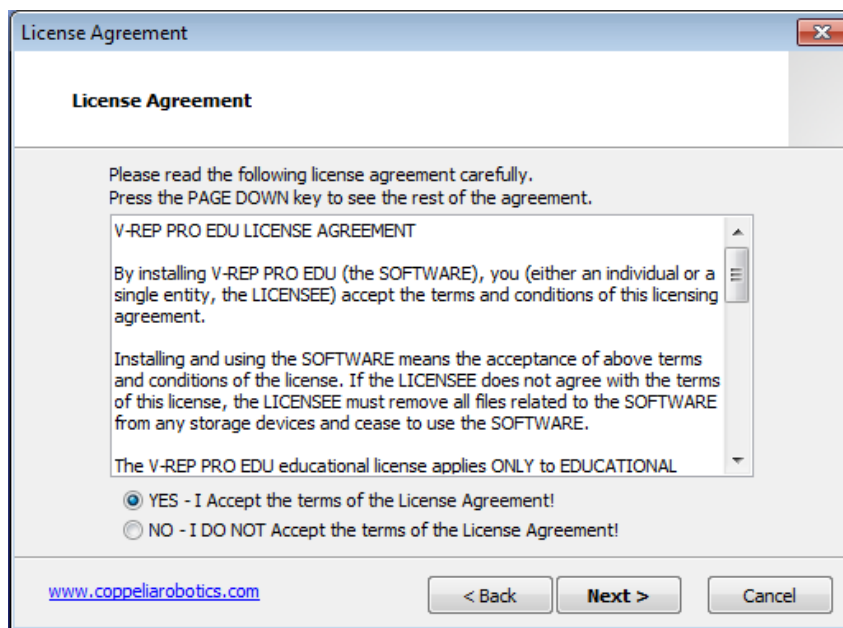 License Agreement
License Agreement
Please read the following license agreement carefully.
Press the PAGE DOWN key to see the rest of the agreement.
V-REP PRO EDU LICENSE AGREEMENT
By installing V-REP PRO EDU (the SOFTWARE), you (either an individual or a
single entity, the LICENSEE) accept the terms and conditions of this licensing
agreement.
Installing and using the SOFTWARE means the acceptance of above terms
and conditions of the license. If the LICENSEE does not agree with the terms
of this license, the LICENSEE must remove all files related to the SOFTWARE
from any storage devices and cease to use the SOFTWARE.
The V-REP PRO EDU educational license applies ONLY to EDUCATIONAL
YES - I Accept the terms of the License Agreement!
NO - I DO NOT Accept the terms of the License Agreement!
www.coppeliarobotics.com < Back Next > Cancel